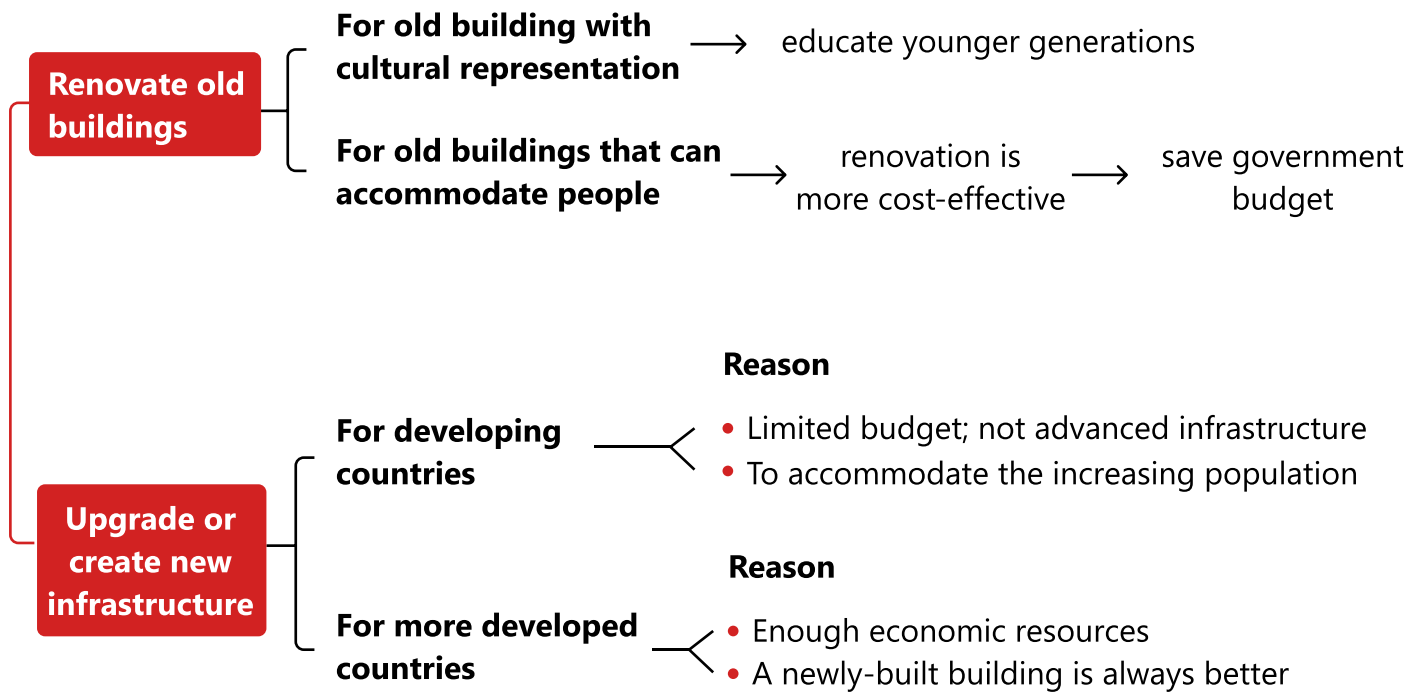 Renovate old
buildings
For old building with
cultural representation
educate younger generations
For old buildings that can
accommodate people
renovation is
more cost-effective
save government
budget
Upgrade or
create new
infrastructure
For developing
countries
Reason
Limited budget; not advanced infrastructure
To accommodate the increasing population
For more developed
countries
Reason
Enough economic resources
A newly-built building is always better